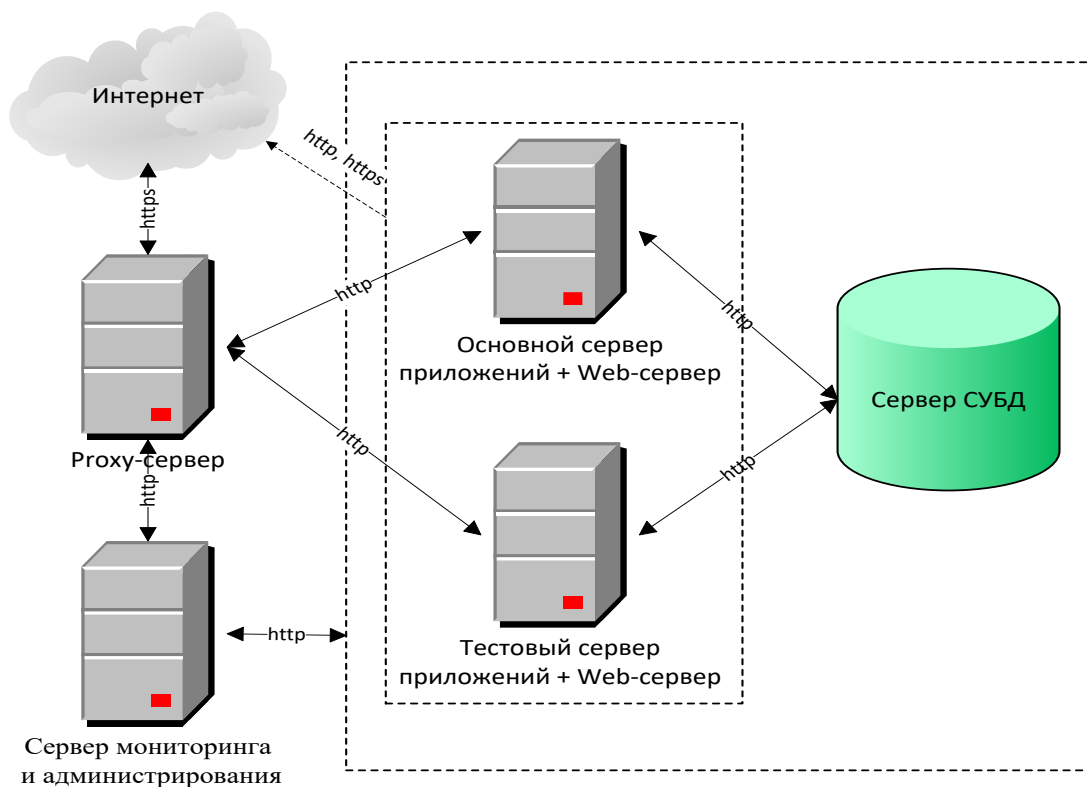 Интернет
http, https
https
http
Основной сервер
приложений + Web-сервер
http
Сервер СУБД
Proxy-сервер
http
http
http
http
Тестовый сервер
приложений + Web-сервер
Сервер мониторинга
и администрирования